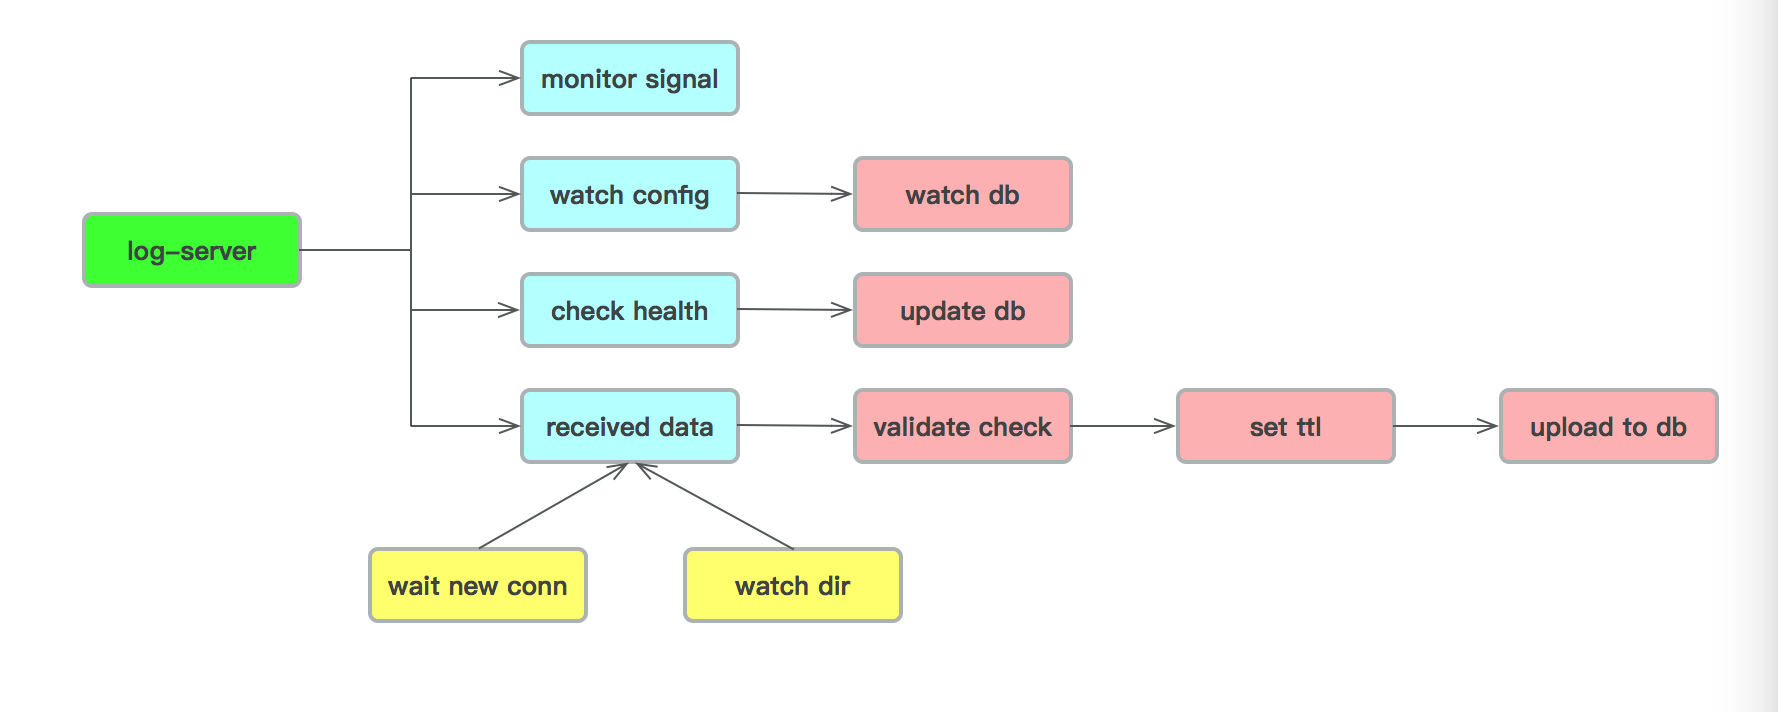 monitor signal
watch config
watch db
log-server
check health
update db
received data
validate check
set ttl
upload to db
wait new conn
watch dir